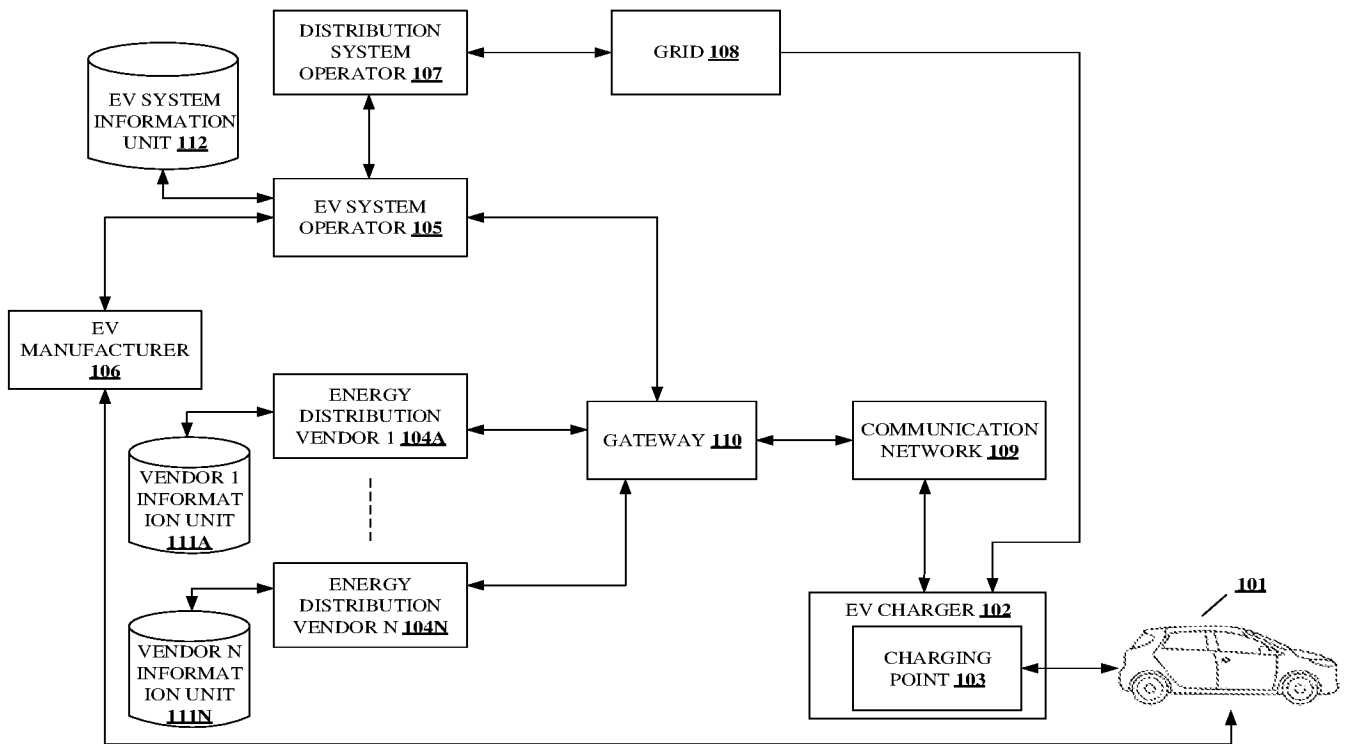 DISTRIBUTION
SYSTEM
OPERATOR 107
GRID 108
EV SYSTEM
INFORMATION
UNIT 112
EV SYSTEM
OPERATOR 105
EV
MANUFACTURER
106
ENERGY
DISTRIBUTION
VENDOR 1 104A
GATEWAY 110
COMMUNICATION
NETWORK 109
VENDOR 1
INFORMAT
ION UNIT
111A
ENERGY
DISTRIBUTION
VENDOR N 104N
VENDOR N
INFORMAT
ION UNIT
111N
EV CHARGER 102
CHARGING
POINT 103
101